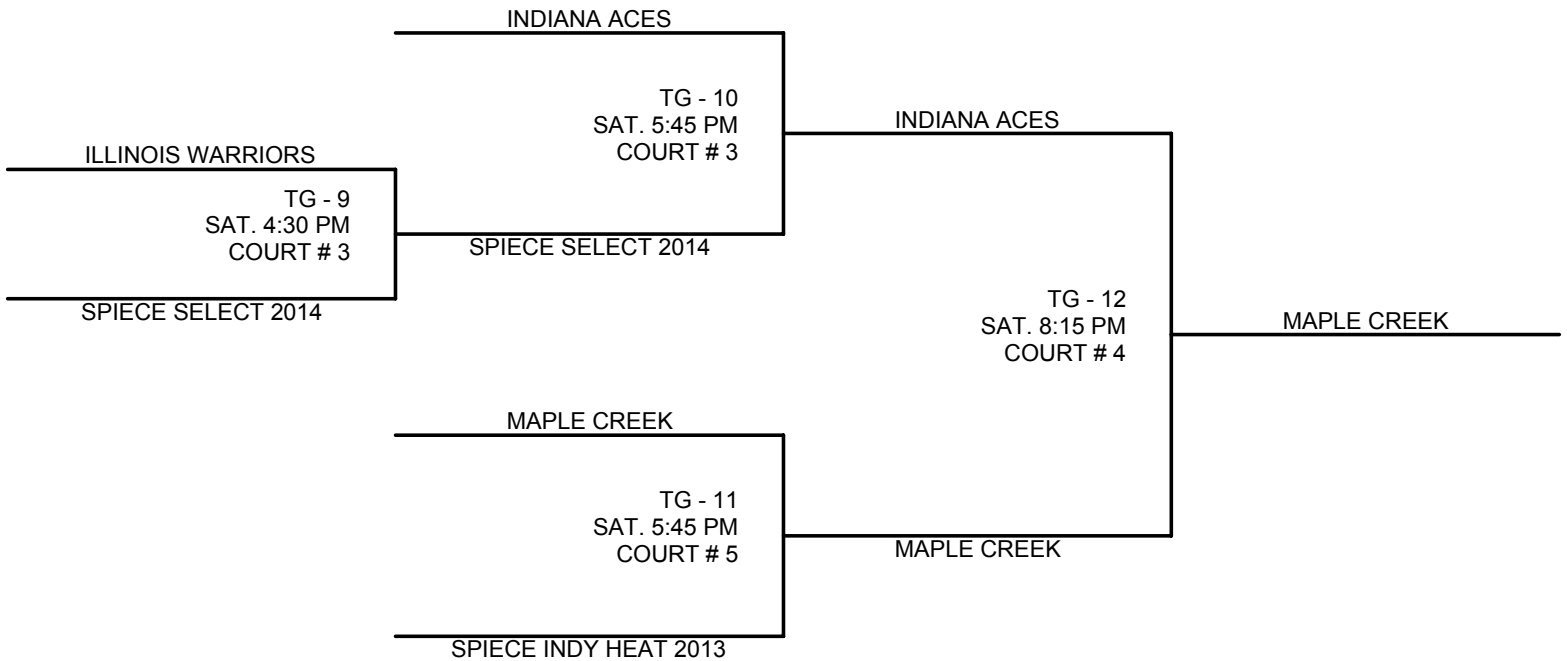 INDIANA ACES
TG - 10
SAT. 5:45 PM
COURT # 3
INDIANA ACES
ILLINOIS WARRIORS
TG - 9
SAT. 4:30 PM
COURT # 3
SPIECE SELECT 2014
SPIECE SELECT 2014
TG - 12
SAT. 8:15 PM
COURT # 4
MAPLE CREEK
MAPLE CREEK
TG - 11
SAT. 5:45 PM
COURT # 5
MAPLE CREEK
SPIECE INDY HEAT 2013